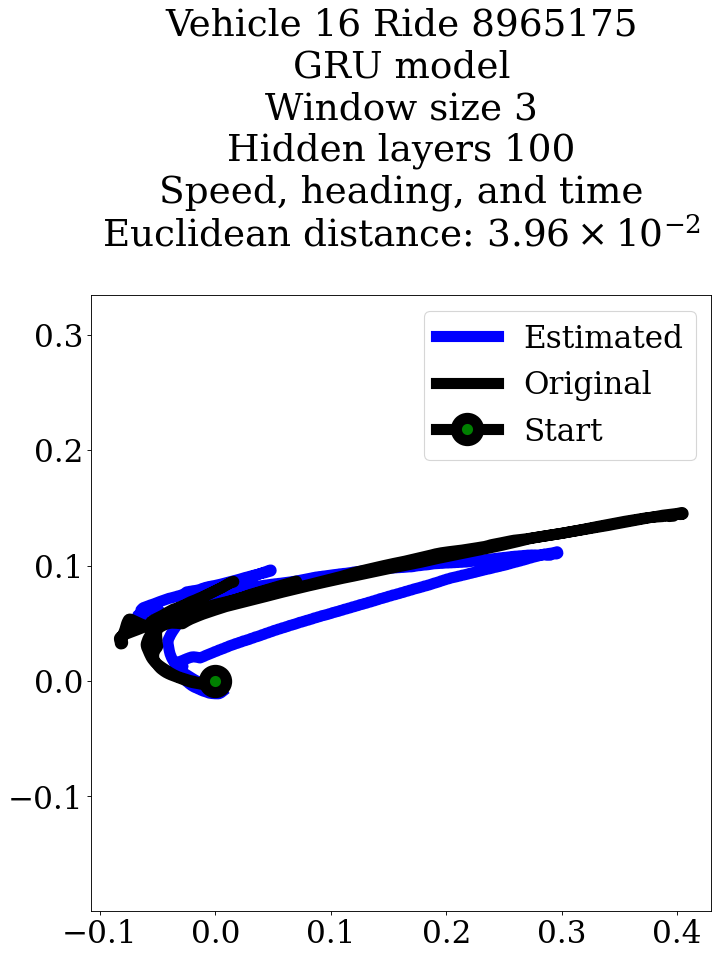 Vehicle 16 Ride 8965175
GRU model
Window size 3
Hidden layers 100
Speed, heading, and time
Euclidean distance: 3.96 × 10⁻²
Estimated
Original
Start
0.3
0.2
0.1
0.0
−0.1
−0.1 0.0 0.1 0.2 0.3 0.4